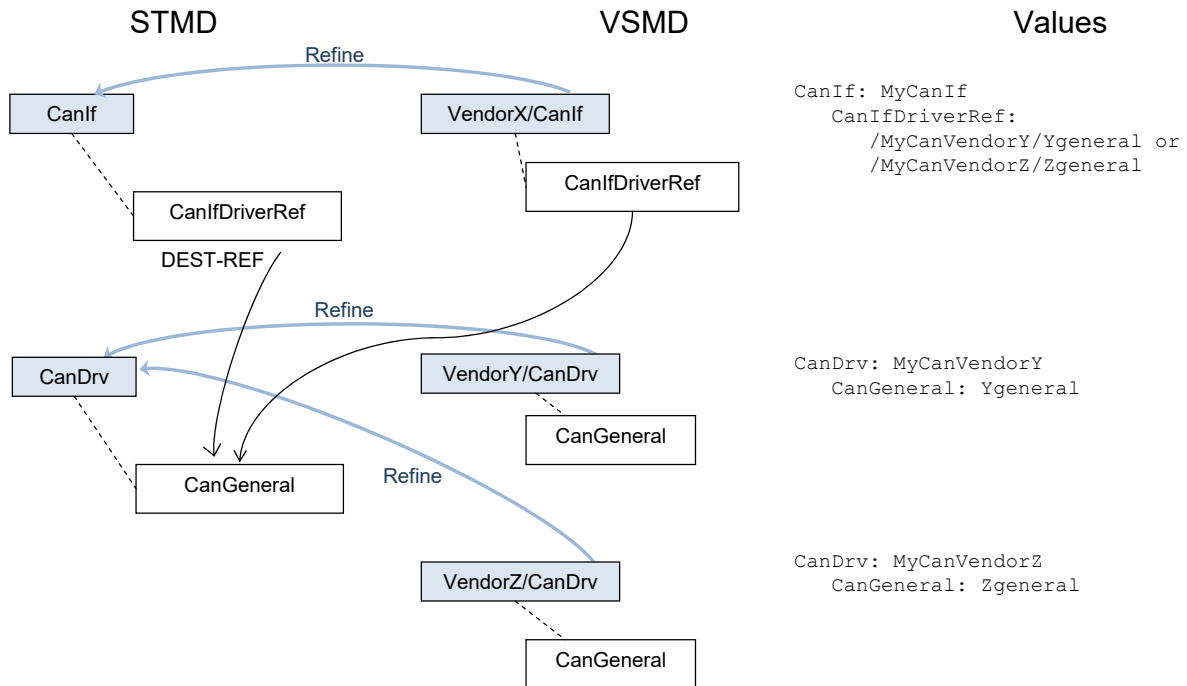 STMD
VSMD
Values
Refine
CanIf
VendorX/CanIf
CanIf: MyCanIf
CanIfDriverRef:
/MyCanVendorY/Ygeneral or
/MyCanVendorZ/Zgeneral
CanIfDriverRef
CanIfDriverRef
DEST-REF
Refine
CanDrv
VendorY/CanDrv
CanDrv: MyCanVendorY
CanGeneral: Ygeneral
CanGeneral
CanGeneral
Refine
VendorZ/CanDrv
CanDrv: MyCanVendorZ
CanGeneral: Zgeneral
CanGeneral